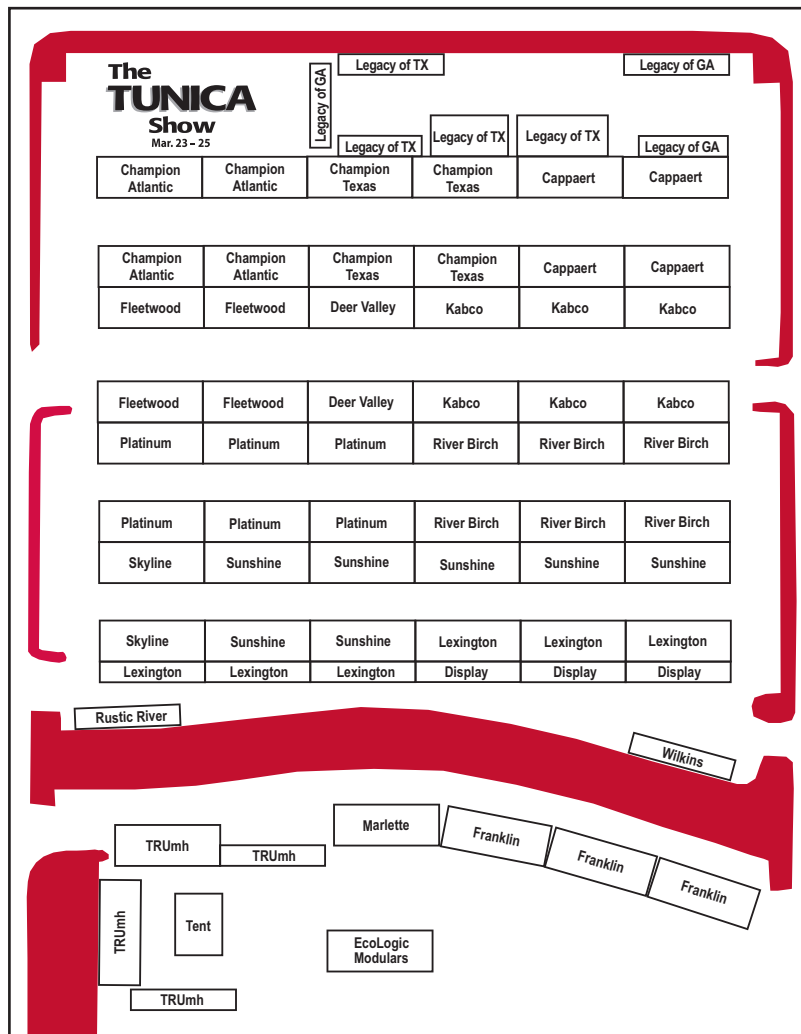 The
TUNICA
Show
Mar. 23 – 25
Legacy of GA
Legacy of TX
Legacy of GA
Legacy of TX
Legacy of TX
Legacy of TX
Legacy of GA
Champion
Atlantic
Champion
Atlantic
Champion
Texas
Champion
Texas
Cappaert
Cappaert
Champion
Atlantic
Champion
Atlantic
Champion
Texas
Champion
Texas
Cappaert
Cappaert
Fleetwood
Fleetwood
Deer Valley
Kabco
Kabco
Kabco
Fleetwood
Fleetwood
Deer Valley
Kabco
Kabco
Kabco
Platinum
Platinum
Platinum
River Birch
River Birch
River Birch
Platinum
Platinum
Platinum
River Birch
River Birch
River Birch
Skyline
Sunshine
Sunshine
Sunshine
Sunshine
Sunshine
Skyline
Sunshine
Sunshine
Lexington
Lexington
Lexington
Lexington
Lexington
Lexington
Display
Display
Display
Rustic River
Wilkins
TRUmh
TRUmh
Marlette
Franklin
Franklin
Franklin
TRUmh
Tent
EcoLogic
Modulars
TRUmh